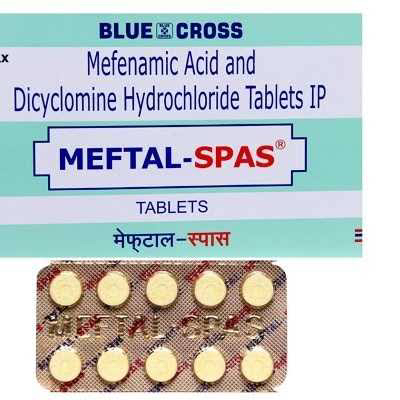 BLUE CROSS
x
Mefenamic Acid and
Dicyclomine Hydrochloride Tablets IP
MEFTAL-SPAS®
TABLETS
मेफ्टाल-स्पास
MEFTAL SPAS